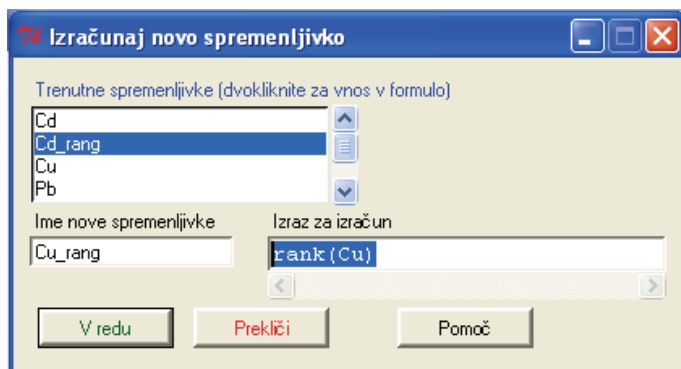 Izračunaj novo spremenljivko
Trenutne spremenljivke (dvokliknite za vnos v formulo)
Cd
Cd_rang
Cu
Pb
Ime nove spremenljivke
Izraz za izračun
Cu_rang
rank(Cu)
V redu
Prekliči
Pomoč